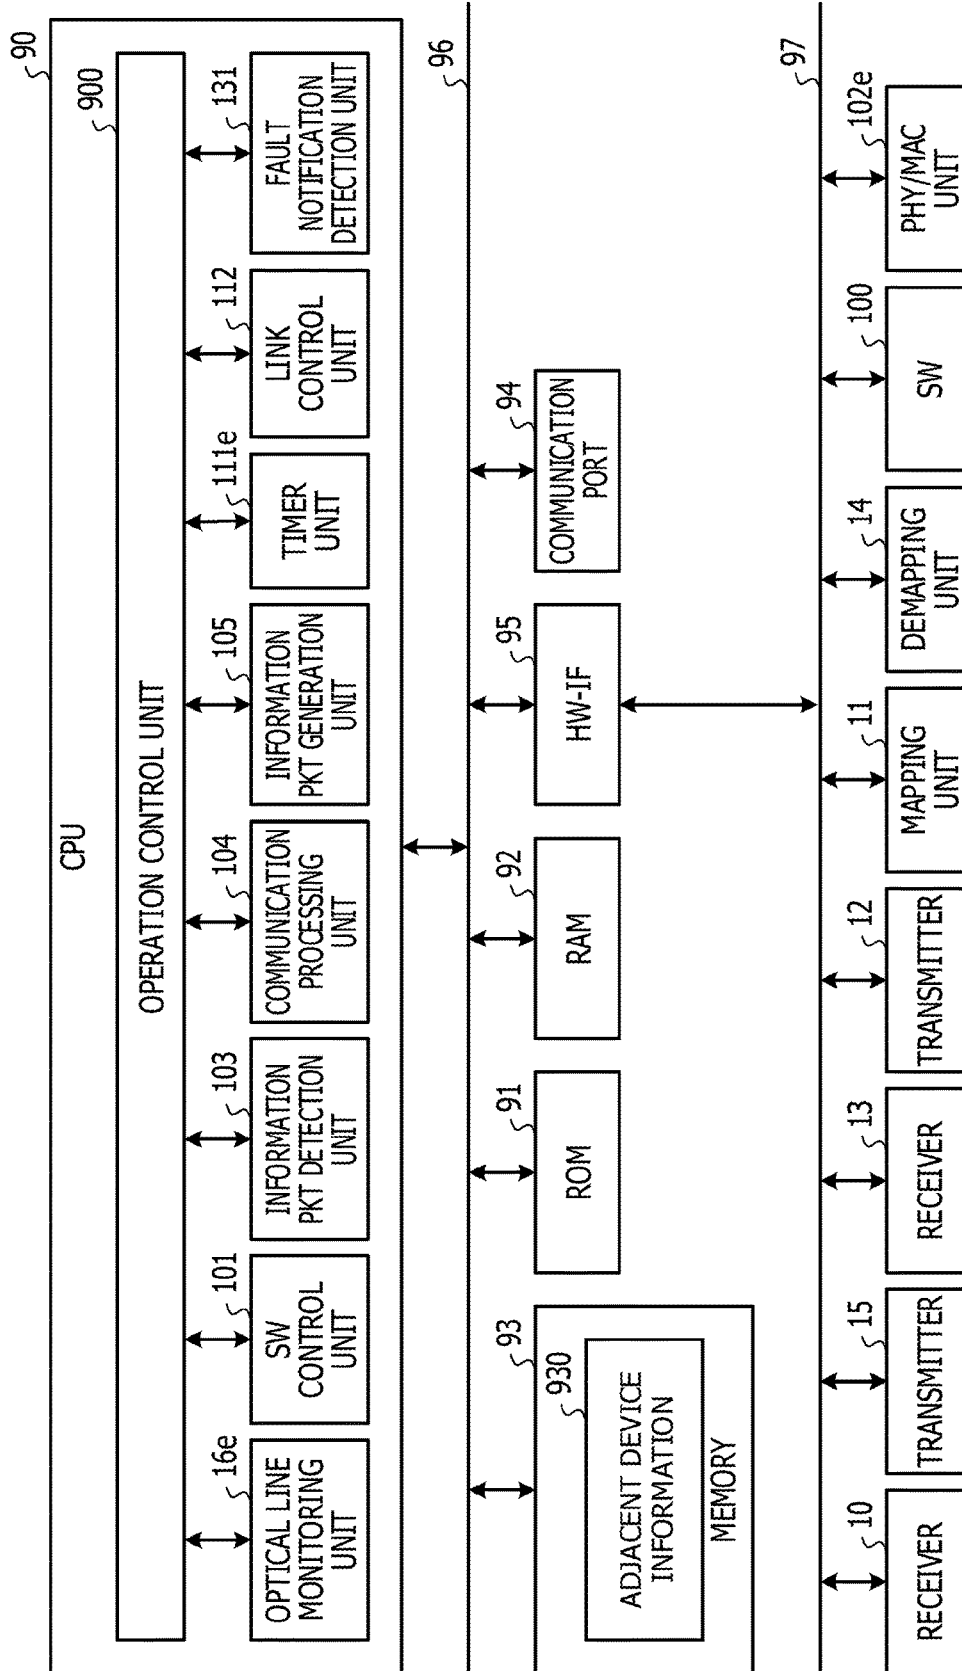 90
CPU
900
OPERATION CONTROL UNIT
16e
OPTICAL LINE
MONITORING
UNIT
101
SW
CONTROL
UNIT
103
INFORMATION
PKT DETECTION
UNIT
104
COMMUNICATION
PROCESSING
UNIT
105
INFORMATION
PKT GENERATION
UNIT
111e
TIMER
UNIT
112
LINK
CONTROL
UNIT
131
FAULT
NOTIFICATION
DETECTION UNIT
96
93
930
ADJACENT DEVICE
INFORMATION
MEMORY
91
ROM
92
RAM
95
HW-IF
94
COMMUNICATION
PORT
97
10
RECEIVER
15
TRANSMITTER
13
RECEIVER
12
TRANSMITTER
11
MAPPING
UNIT
14
DEMAPPING
UNIT
100
SW
102e
PHY/MAC
UNIT